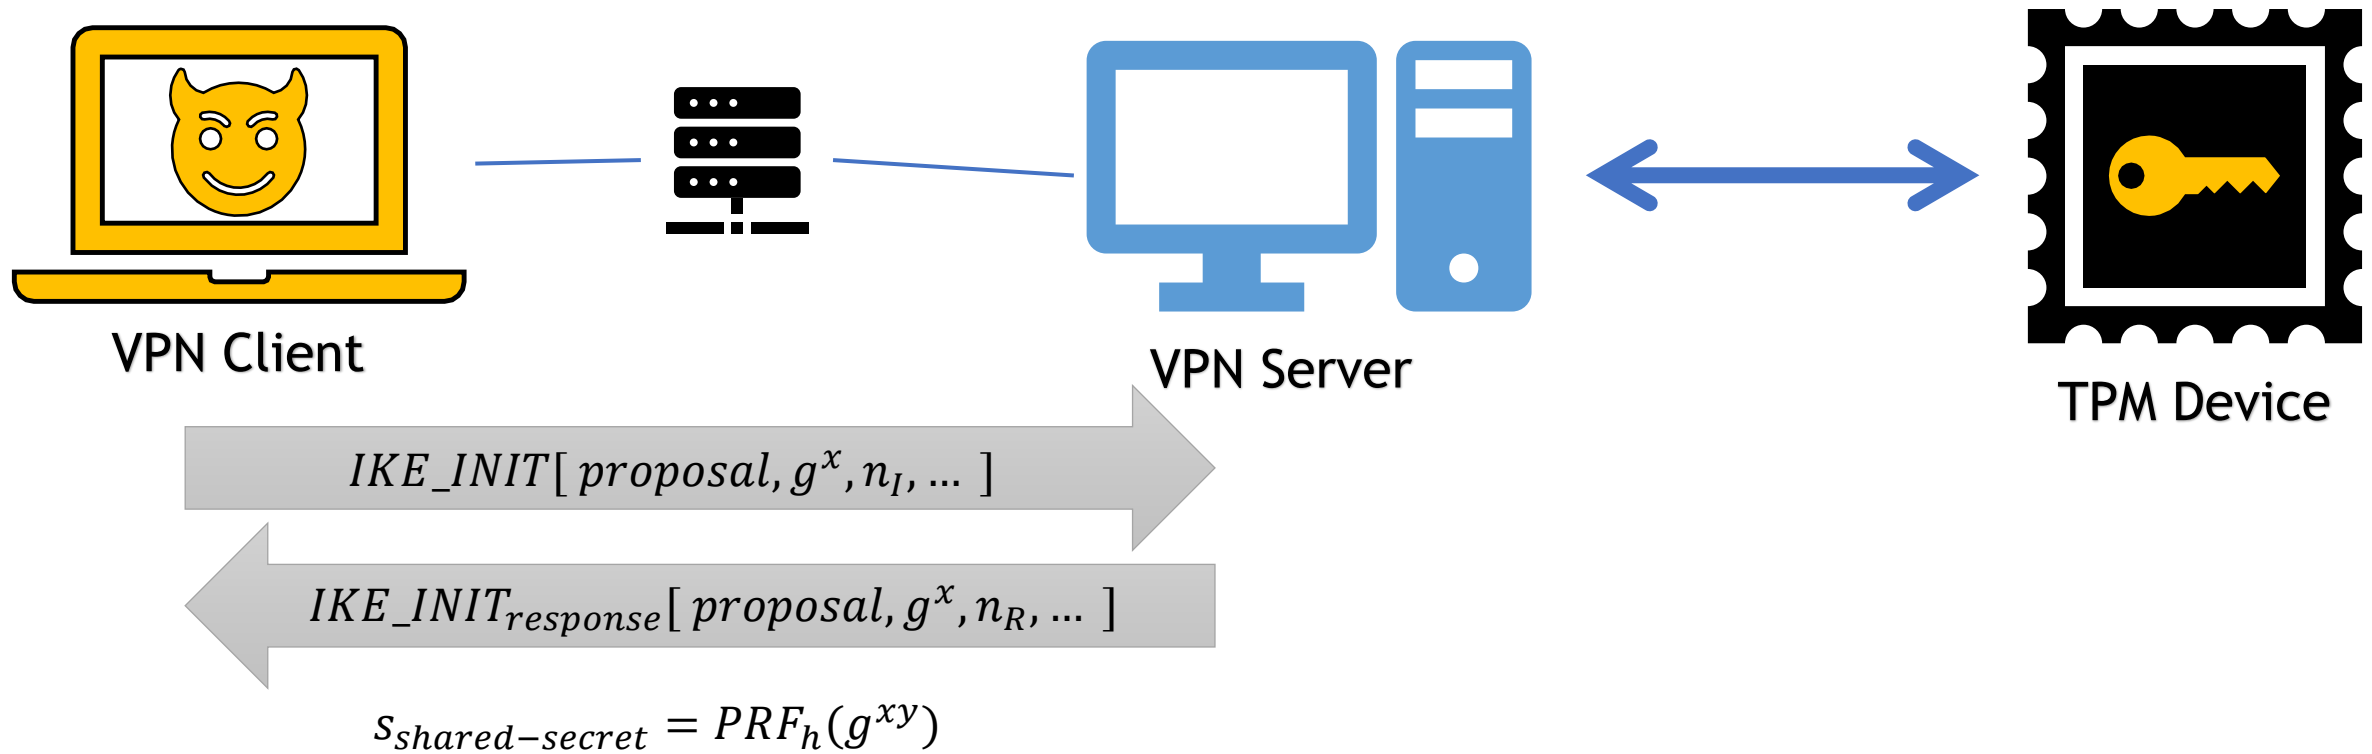 VPN Client
VPN Server
TPM Device
IKE_INIT[ proposal, g^x, n_I, … ]
IKE_INIT_response[ proposal, g^x, n_R, … ]
s_shared−secret = PRF_h(g^xy)